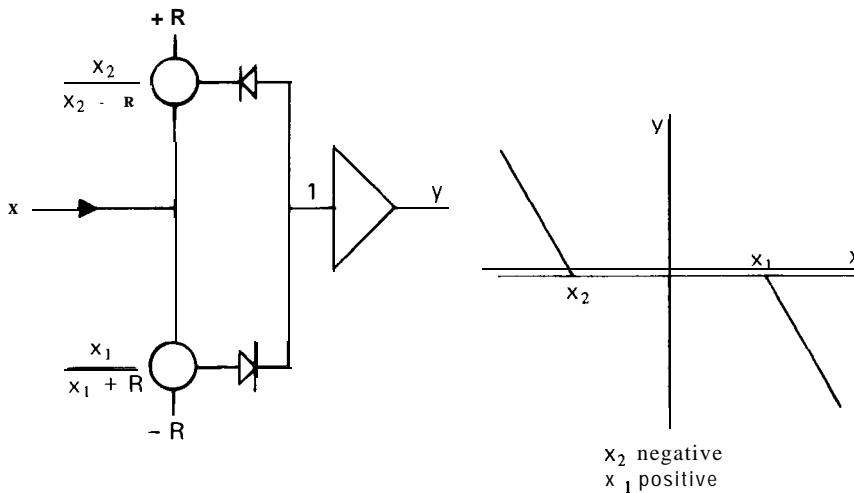 + R
x₂
x₂ - R
x
1
y
x₁
x₁ + R
− R
y
x₁
x
x₂
x₂ negative
x₁ positive